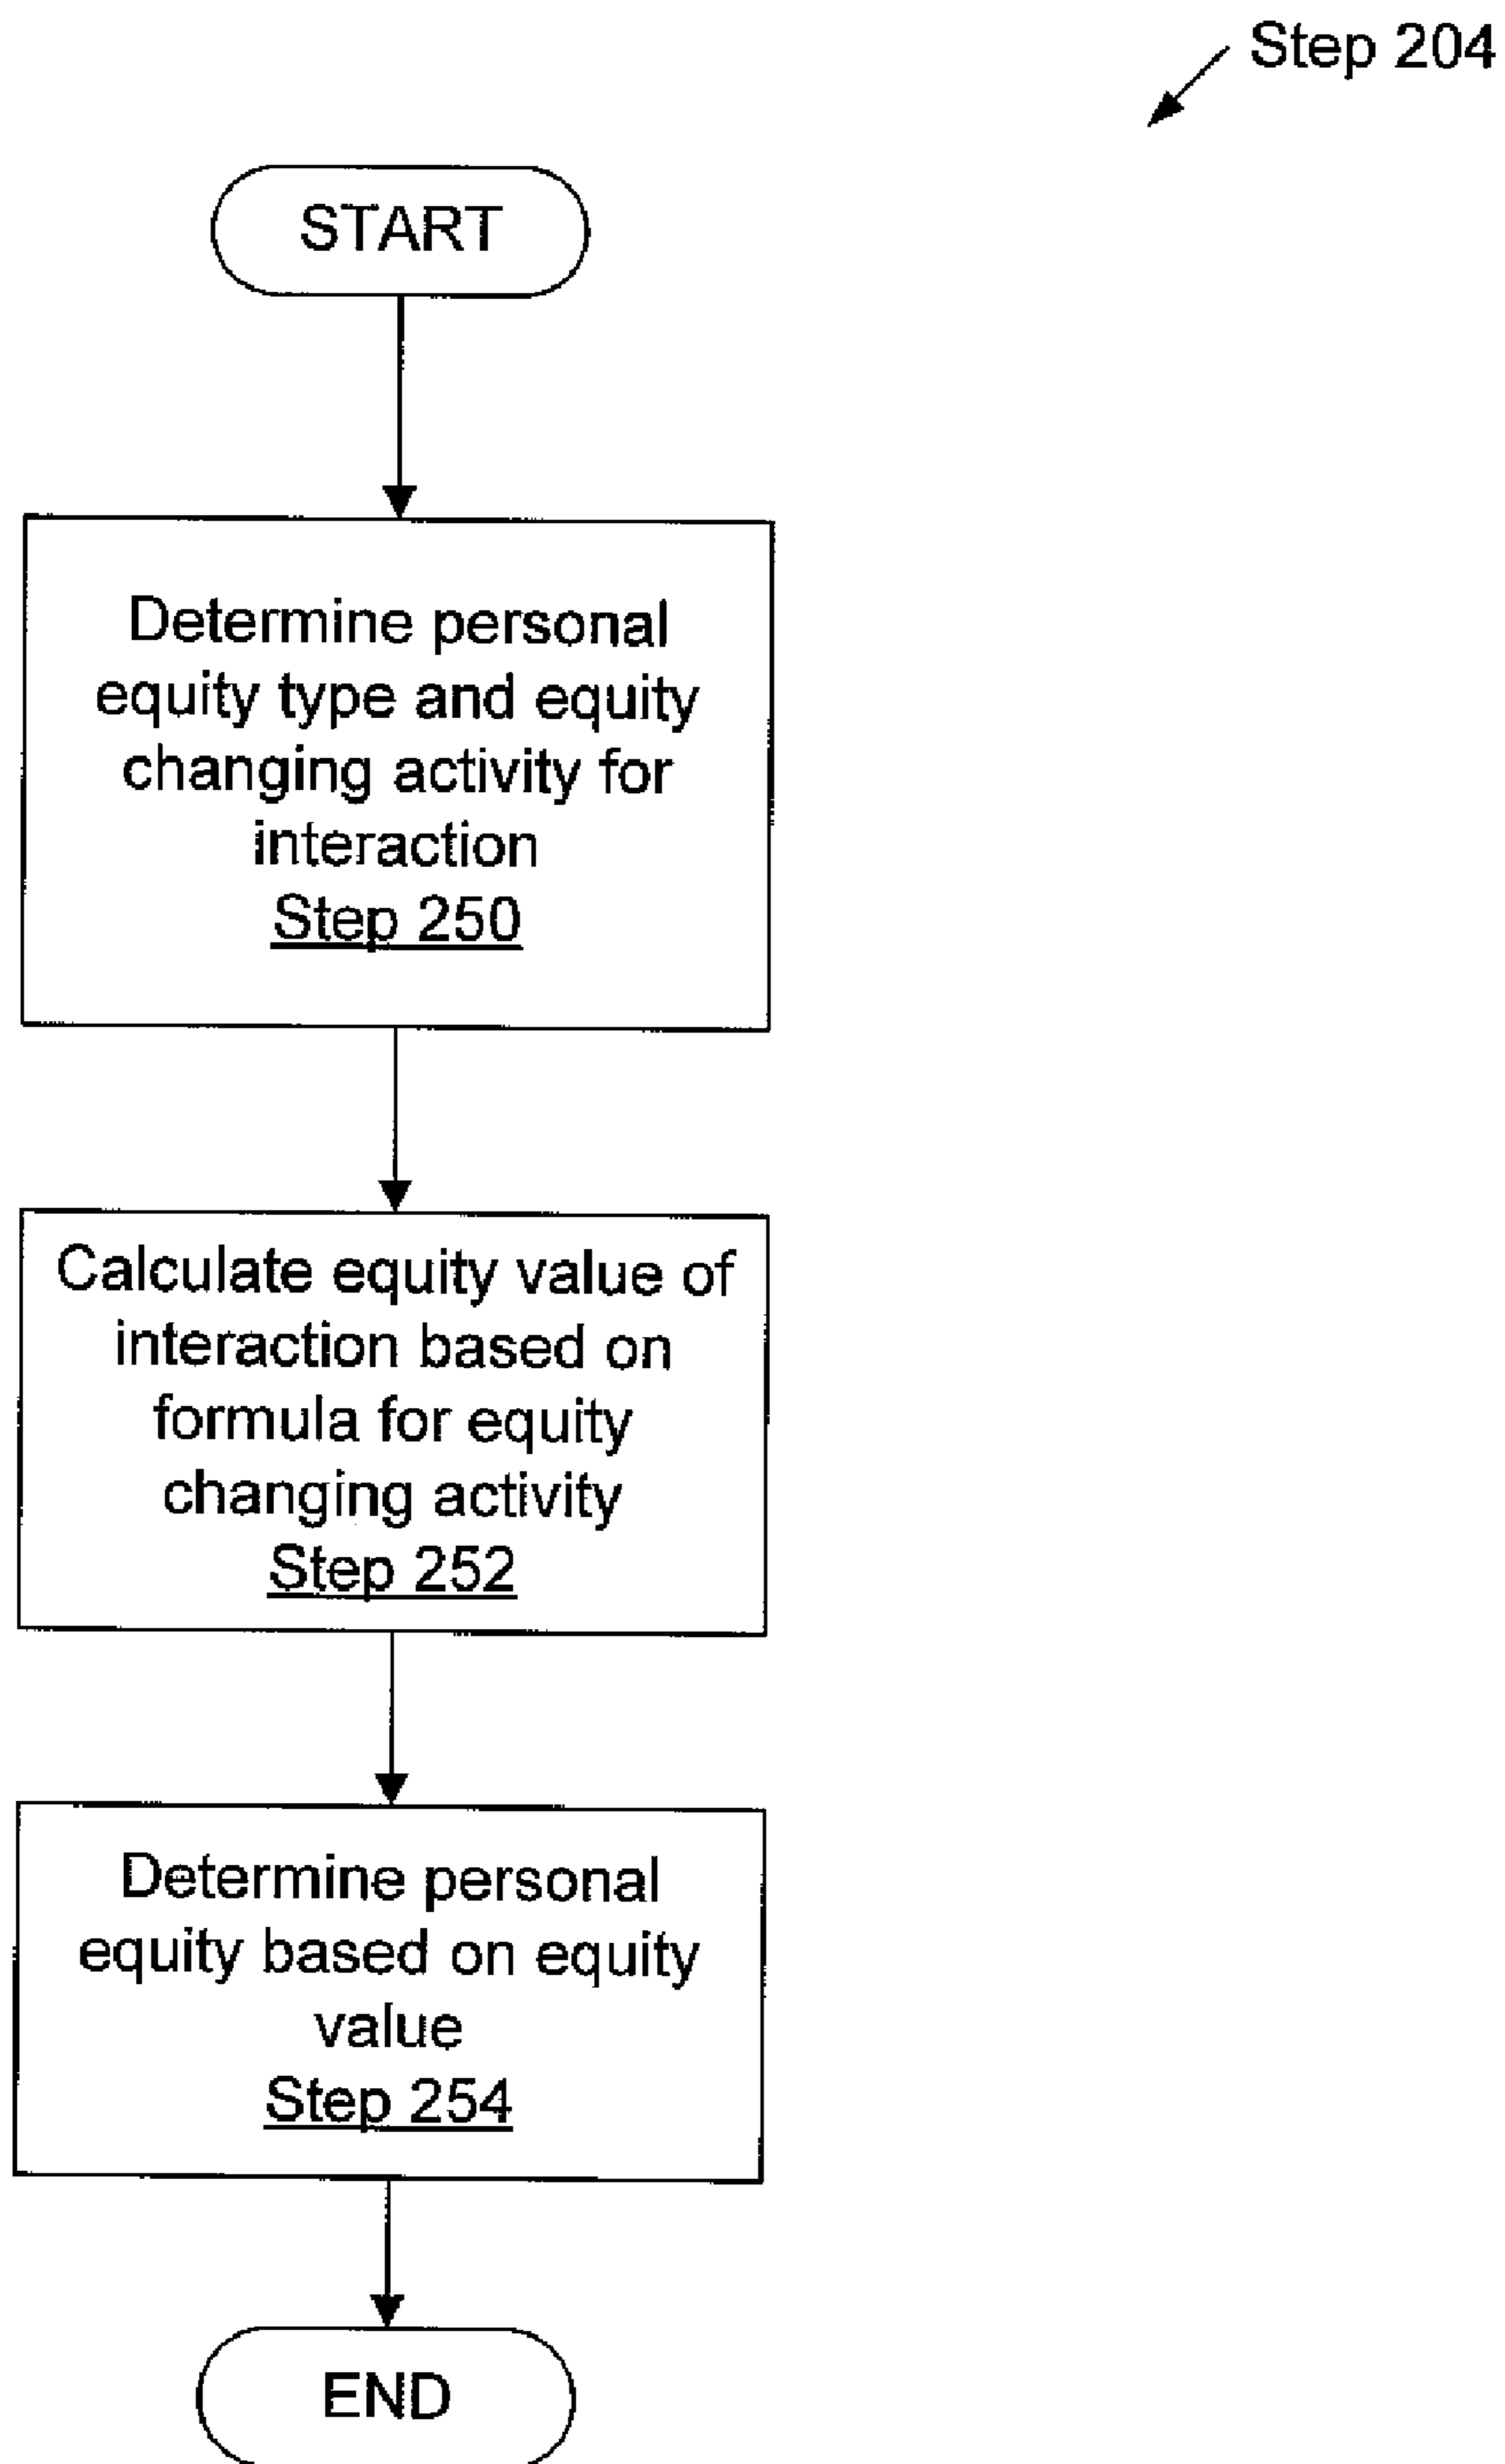 Step 204
START
Determine personal
equity type and equity
changing activity for
interaction
Step 250
Calculate equity value of
interaction based on
formula for equity
changing activity
Step 252
Determine personal
equity based on equity
value
Step 254
END